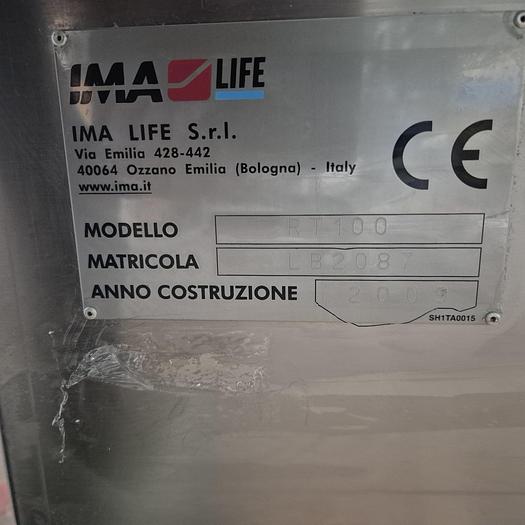 IMA LIFE
IMA LIFE S.r.l.
Via Emilia 428-442
40064 Ozzano Emilia (Bologna) - Italy
www.ima.it
CE
MODELLO RT100
MATRICOLA LB2087
ANNO COSTRUZIONE 2009
SH1TA0015